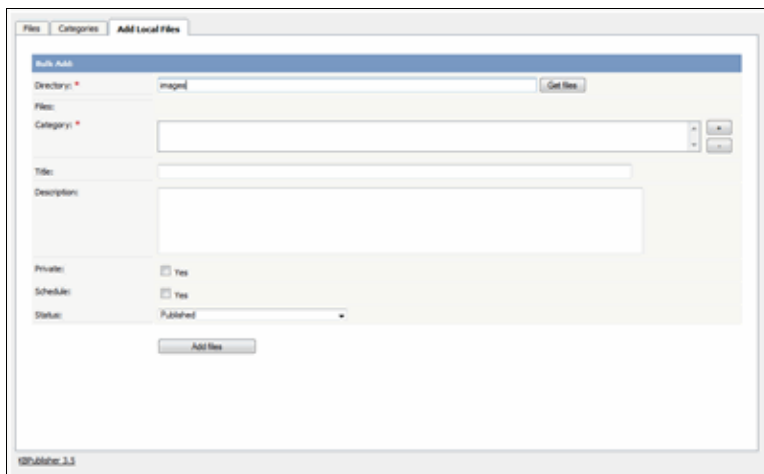 Files Categories Add Local Files
Bulk Add:
Directory: * images Get files
Files:
Category: * +
-
Title:
Description:
Private: Yes
Schedule: Yes
Status: Published
Add files
KBPublisher 3.5